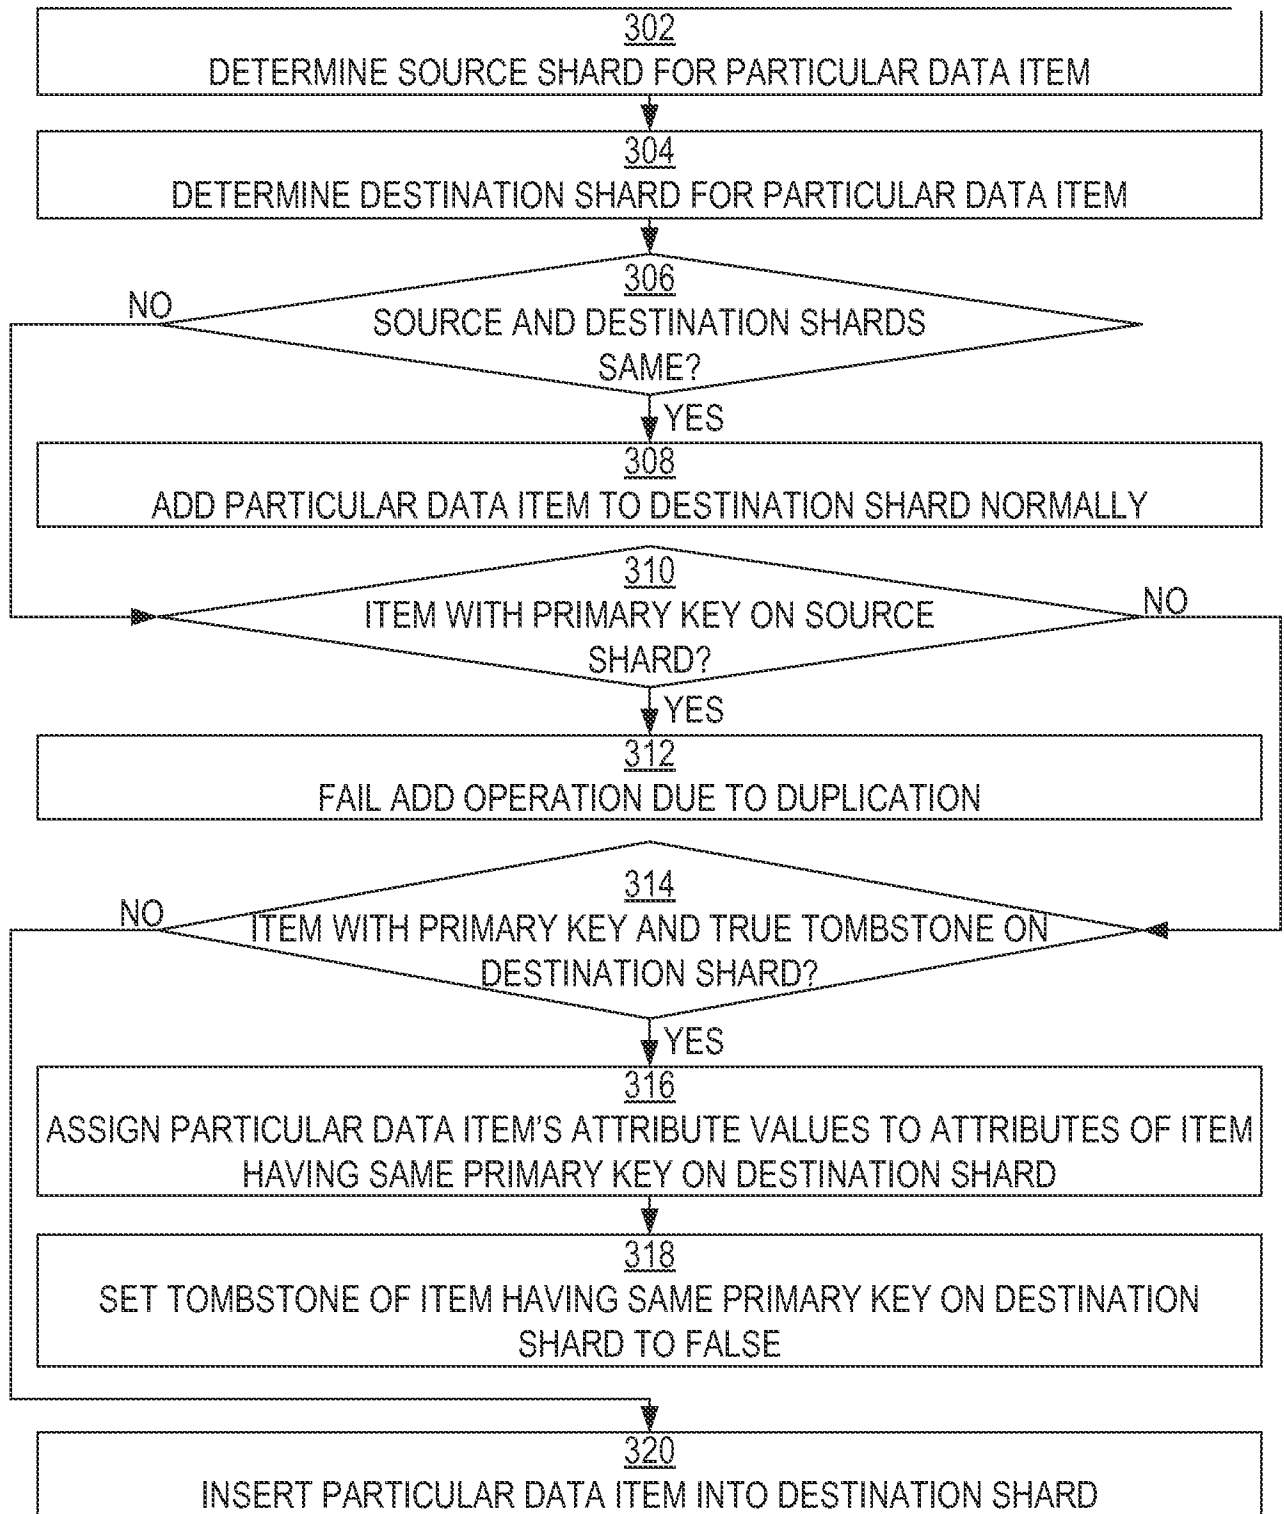 302
DETERMINE SOURCE SHARD FOR PARTICULAR DATA ITEM
304
DETERMINE DESTINATION SHARD FOR PARTICULAR DATA ITEM
306
NO
SOURCE AND DESTINATION SHARDS
SAME?
YES
308
ADD PARTICULAR DATA ITEM TO DESTINATION SHARD NORMALLY
310
NO
ITEM WITH PRIMARY KEY ON SOURCE
SHARD?
YES
312
FAIL ADD OPERATION DUE TO DUPLICATION
314
NO
ITEM WITH PRIMARY KEY AND TRUE TOMBSTONE ON
DESTINATION SHARD?
YES
316
ASSIGN PARTICULAR DATA ITEM'S ATTRIBUTE VALUES TO ATTRIBUTES OF ITEM
HAVING SAME PRIMARY KEY ON DESTINATION SHARD
318
SET TOMBSTONE OF ITEM HAVING SAME PRIMARY KEY ON DESTINATION
SHARD TO FALSE
320
INSERT PARTICULAR DATA ITEM INTO DESTINATION SHARD